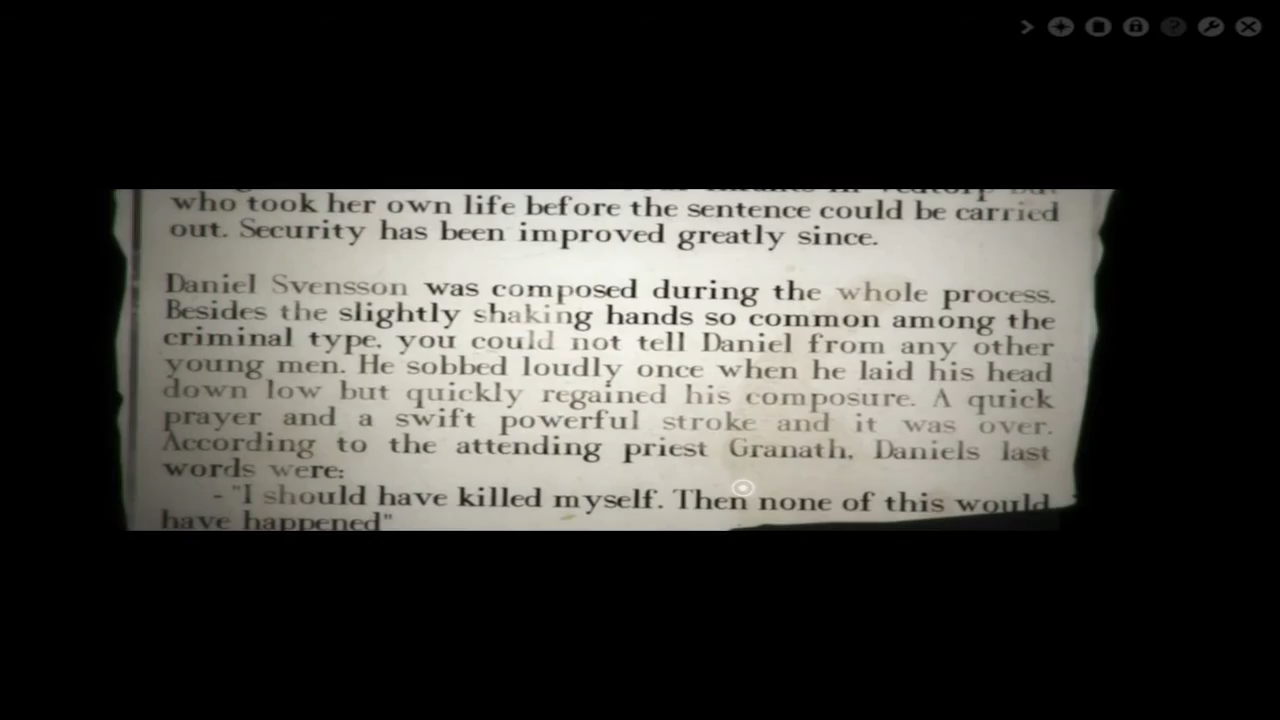 in
who took her own life before the sentence could be carried
out. Security has been improved greatly since.
Daniel Svensson was composed during the whole process.
Besides the slightly shaking hands so common among the
criminal type, you could not tell Daniel from any other
young men. He sobbed loudly once when he laid his head
down low but quickly regained his composure. A quick
prayer and a swift powerful stroke and it was over.
According to the attending priest Granath, Daniels last
words were:
- "I should have killed myself. Then none of this would
have happened"